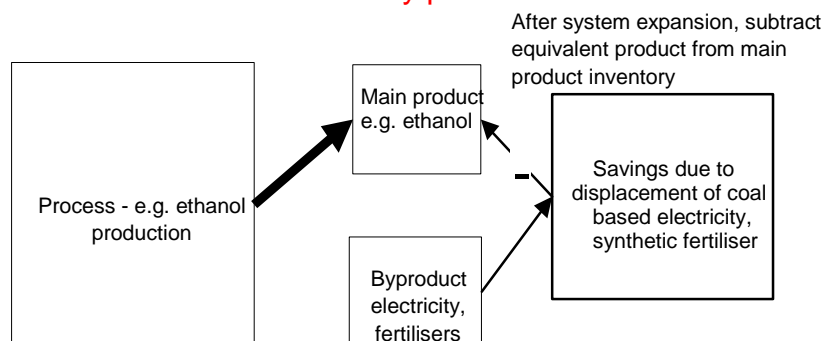 After system expansion, subtract
equivalent product from main
product inventory
Main product
e.g. ethanol
-
Savings due to
displacement of coal
based electricity,
synthetic fertiliser
Process - e.g. ethanol
production
Byproduct
electricity,
fertilisers